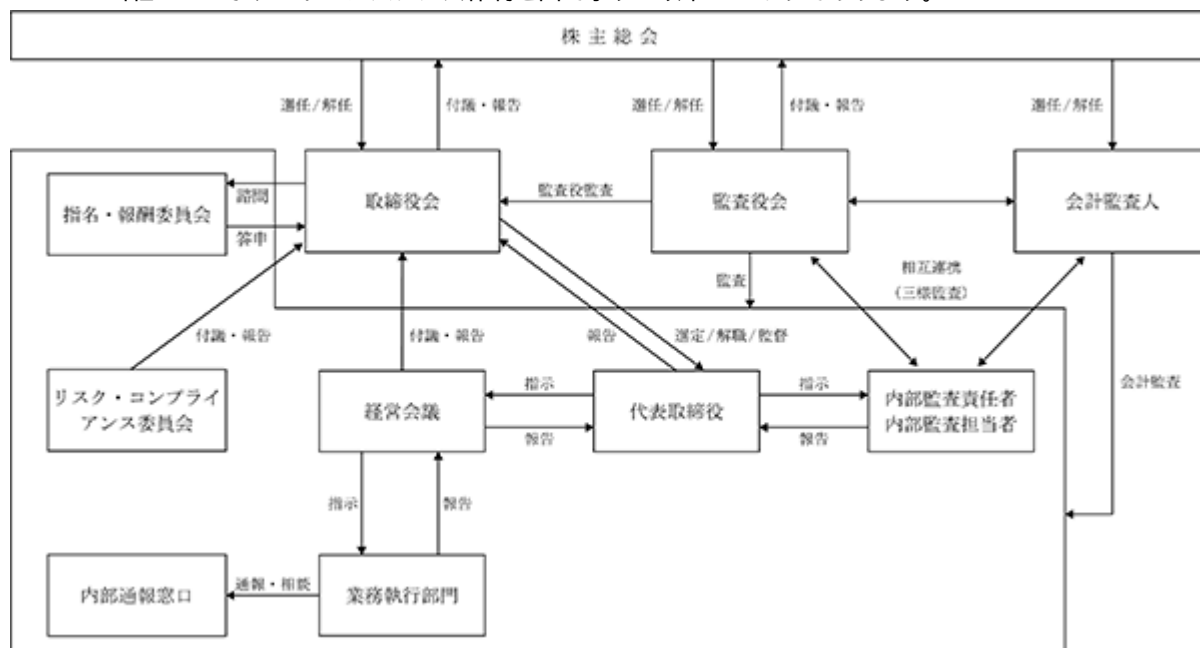 株主総会
選任/解任
付議・報告
選任/解任
付議・報告
選任/解任
指名・報酬委員会
諮問
答申
取締役会
監査役監査
監査役会
会計監査人
監査
相互連携
(三様監査)
付議・報告
付議・報告
報告
選定/解職/監督
会計監査
リスク・コンプライ
アンス委員会
経営会議
指示
報告
代表取締役
指示
報告
内部監査責任者
内部監査担当者
指示
報告
内部通報窓口
通報・相談
業務執行部門